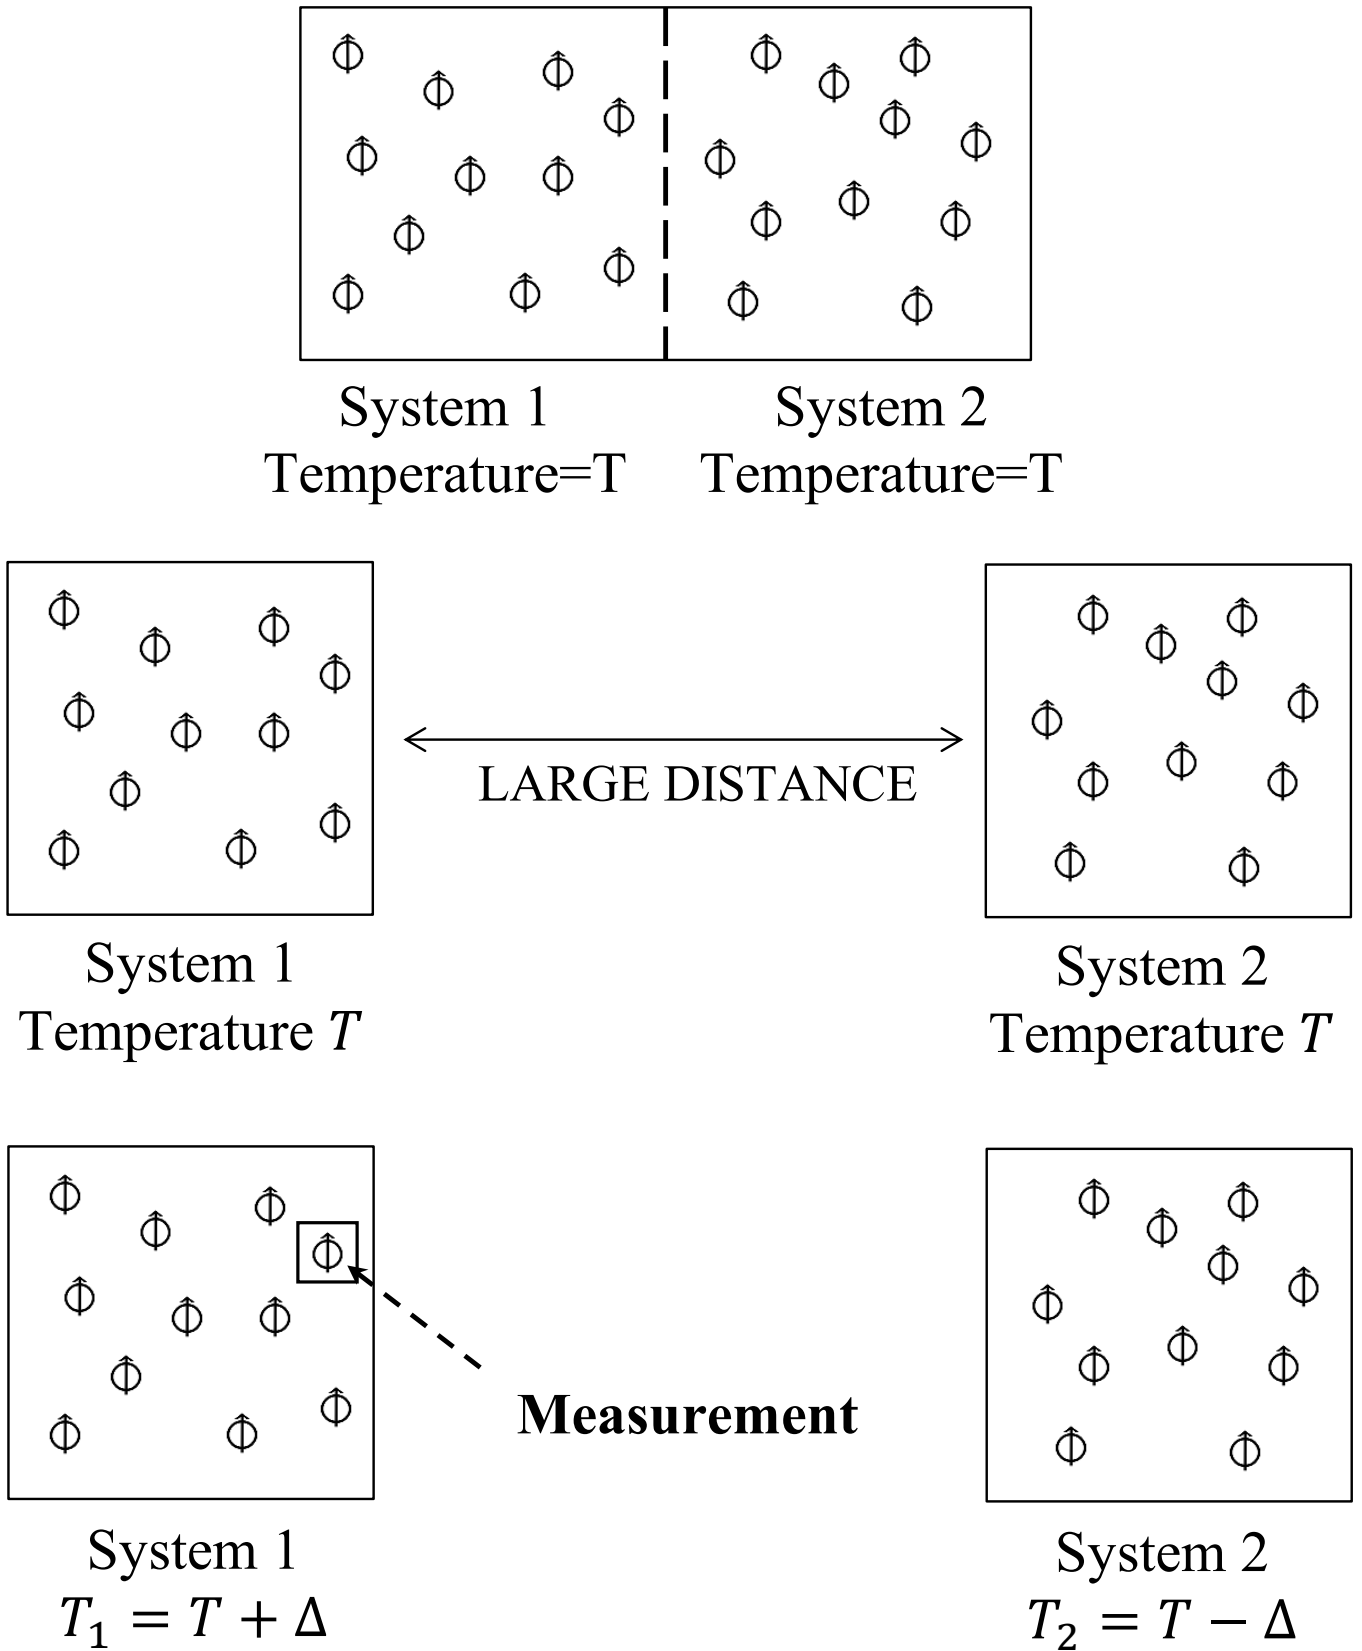 System 1 System 2
Temperature=T Temperature=T
LARGE DISTANCE
System 1 System 2
Temperature T Temperature T
Measurement
System 1 System 2
T₁ = T + Δ T₂ = T − Δ